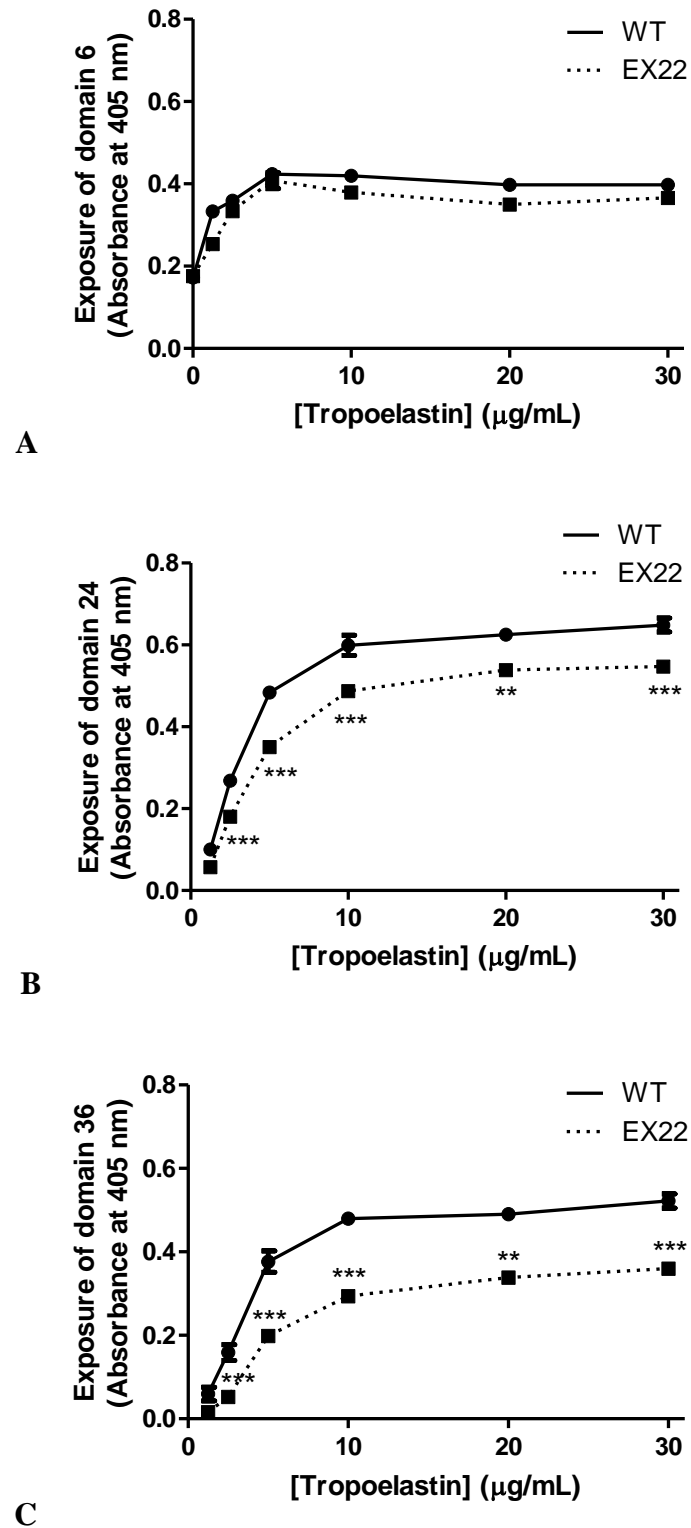 Exposure of domain 6
(Absorbance at 405 nm)
0.8
0.6
0.4
0.2
0.0
0 10 20 30
[Tropoelastin] (μg/mL)
WT
EX22
A
Exposure of domain 24
(Absorbance at 405 nm)
0.8
0.6
0.4
0.2
0.0
0 10 20 30
[Tropoelastin] (μg/mL)
WT
EX22
***
***
***
**
***
B
Exposure of domain 36
(Absorbance at 405 nm)
0.8
0.6
0.4
0.2
0.0
0 10 20 30
[Tropoelastin] (μg/mL)
WT
EX22
***
***
***
**
***
C